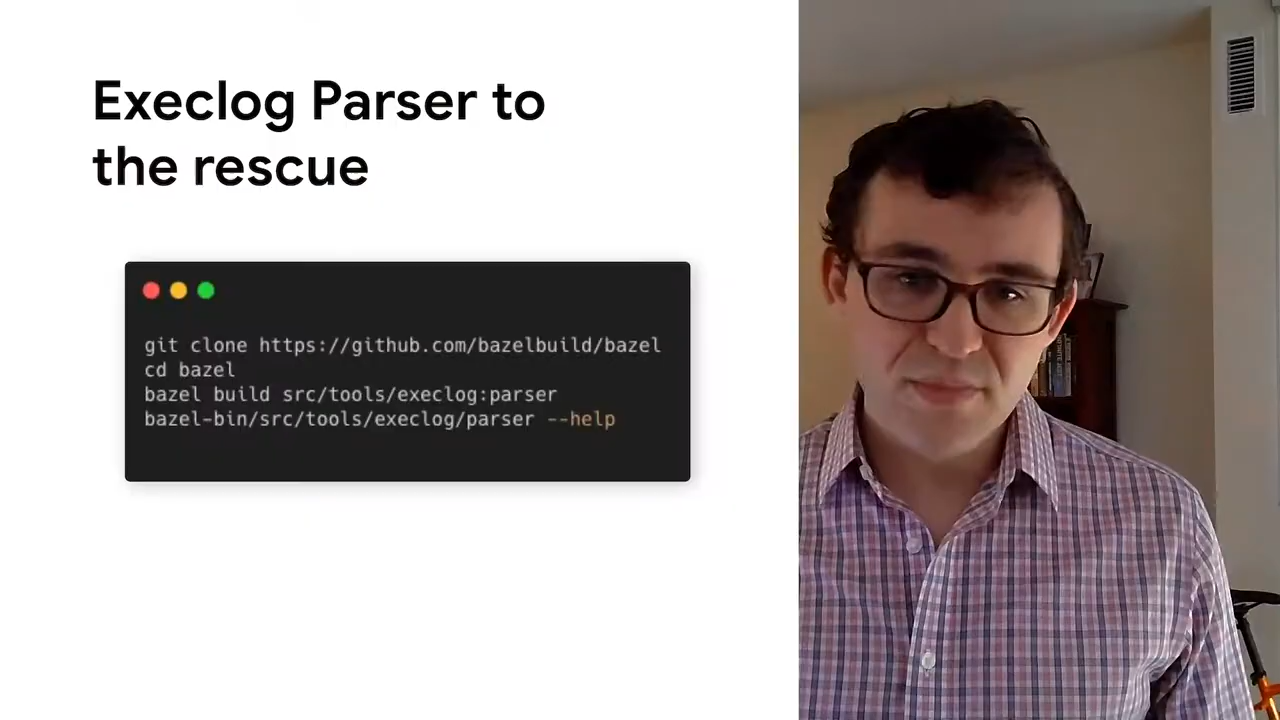 Execlog Parser to
the rescue
git clone https://github.com/bazelbuild/bazel
cd bazel
bazel build src/tools/execlog:parser
bazel-bin/src/tools/execlog/parser --help